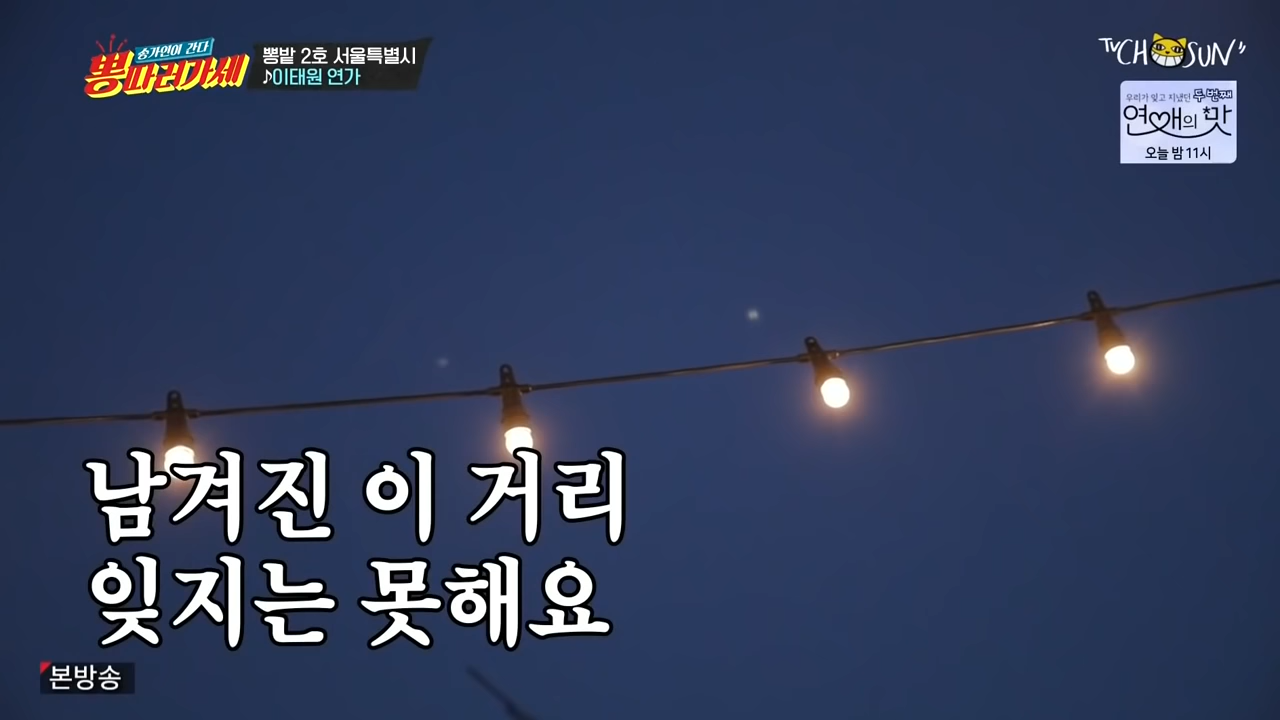 송가인이 간다
뽕 따러 가세
뽕밭 2호 서울특별시
♪이태원 연가
TV CHOSUN
우리가 잊고 지냈던 두 번째
연애의 맛
오늘 밤 11시
남겨진 이 거리
잊지는 못해요
본방송